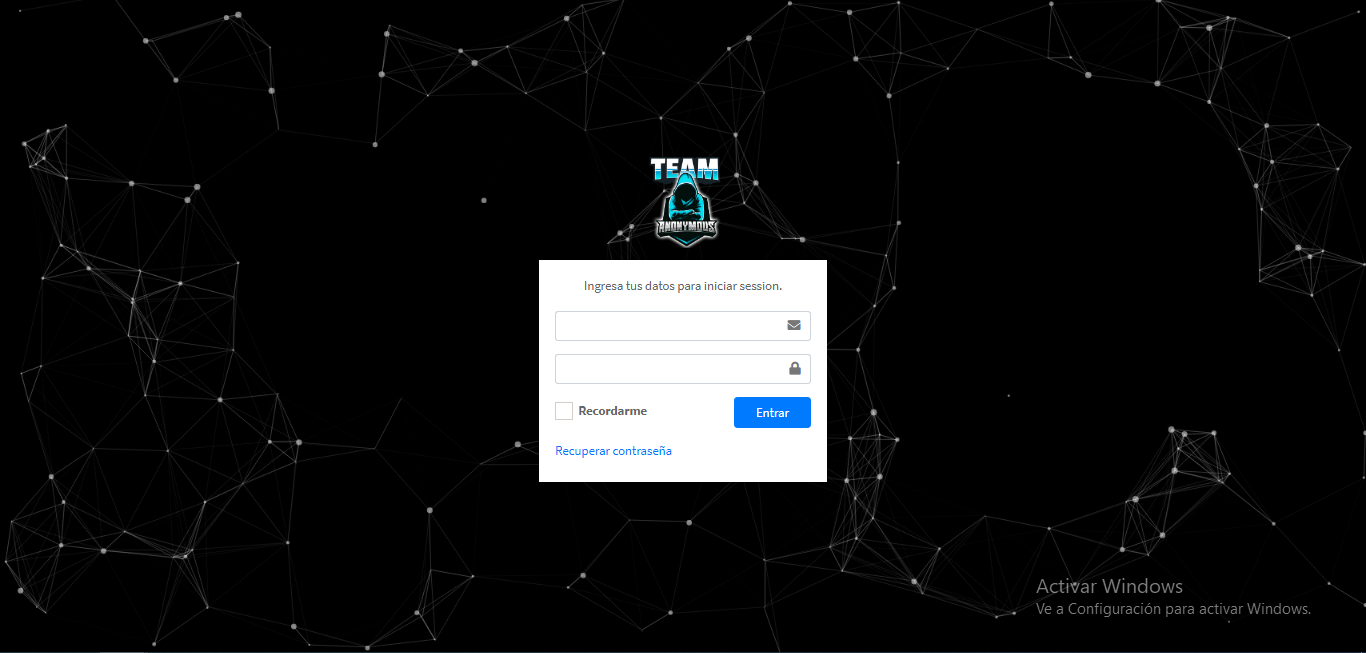 TEAM
ANONYMOUS
Ingresa tus datos para iniciar session.
Recordarme
Entrar
Recuperar contraseña
Activar Windows
Ve a Configuración para activar Windows.